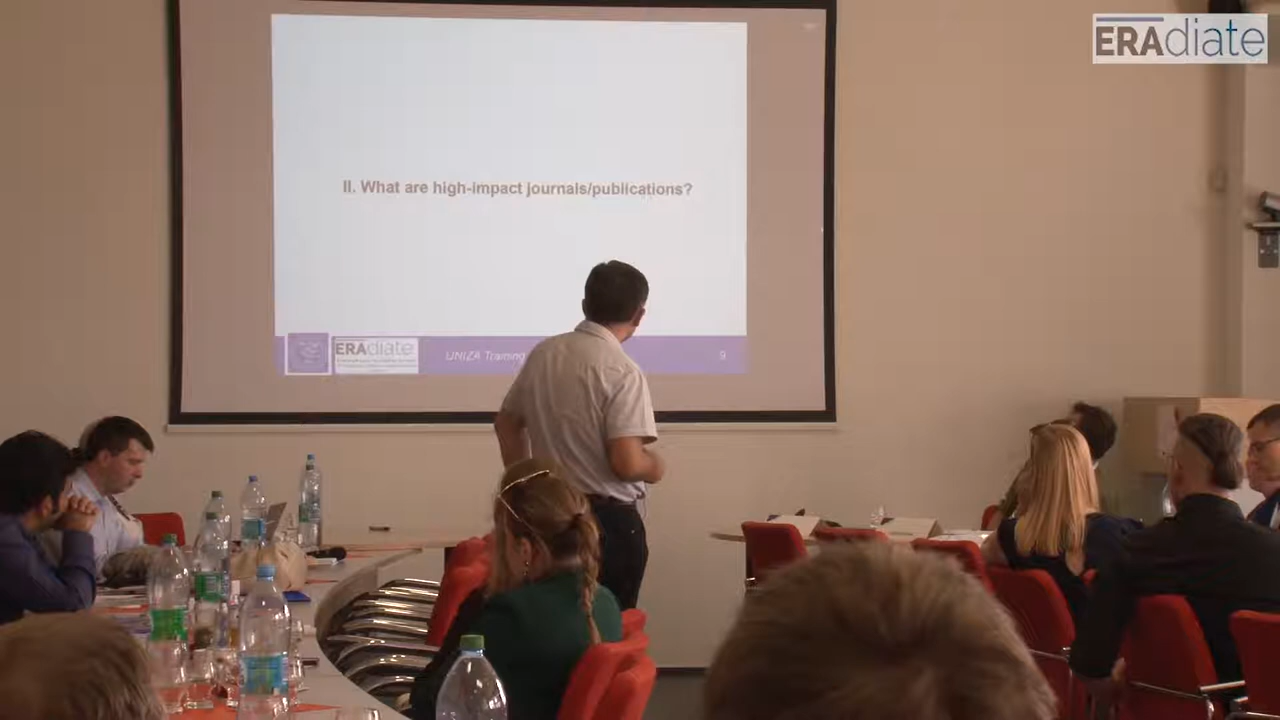 ERAdiate
II. What are high-impact journals/publications?
ERAdiate
UNIZA Training
9